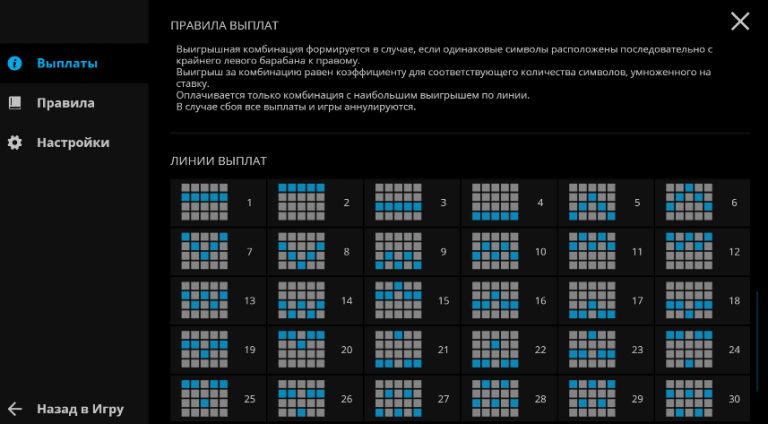 ПРАВИЛА ВЫПЛАТ
Выигрышная комбинация формируется в случае, если одинаковые символы расположены последовательно с
крайнего левого барабана к правому.
Выигрыш за комбинацию равен коэффициенту для соответствующего количества символов, умноженного на
ставку.
Оплачивается только комбинация с наибольшим выигрышем по линии.
В случае сбоя все выплаты и игры аннулируются.
Выплаты
Правила
Настройки
ЛИНИИ ВЫПЛАТ
1 2 3 4 5 6
7 8 9 10 11 12
13 14 15 16 17 18
19 20 21 22 23 24
25 26 27 28 29 30
Назад в Игру